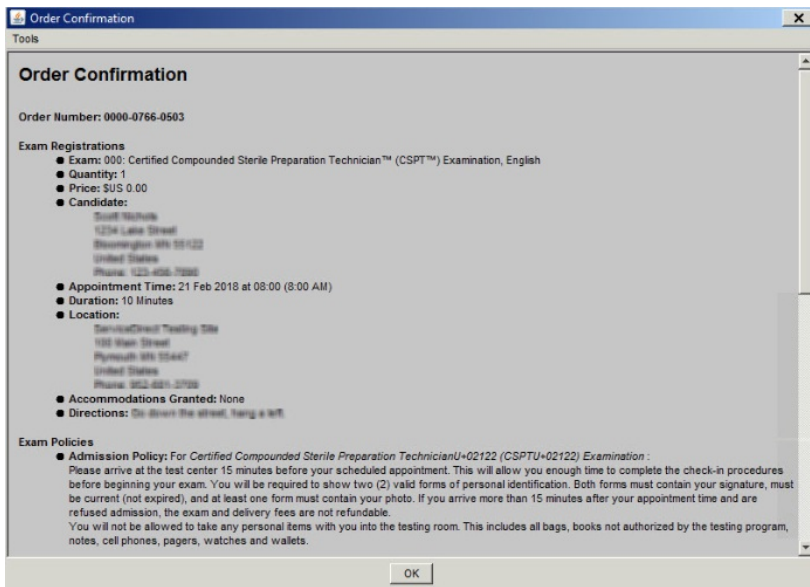 Order Confirmation
Tools
Order Confirmation
Order Number: 0000-0766-0503
Exam Registrations
Exam: 000: Certified Compounded Sterile Preparation Technician™ (CSPT™) Examination, English
Quantity: 1
Price: $US 0.00
Candidate:
United States
Appointment Time: 21 Feb 2018 at 08:00 (8:00 AM)
Duration: 10 Minutes
Location:
United States
Accommodations Granted: None
Directions:
Exam Policies
Admission Policy: For Certified Compounded Sterile Preparation TechnicianU+02122 (CSPTU+02122) Examination :
Please arrive at the test center 15 minutes before your scheduled appointment. This will allow you enough time to complete the check-in procedures
before beginning your exam. You will be required to show two (2) valid forms of personal identification. Both forms must contain your signature, must
be current (not expired), and at least one form must contain your photo. If you arrive more than 15 minutes after your appointment time and are
refused admission, the exam and delivery fees are not refundable.
You will not be allowed to take any personal items with you into the testing room. This includes all bags, books not authorized by the testing program,
notes, cell phones, pagers, watches and wallets.
OK